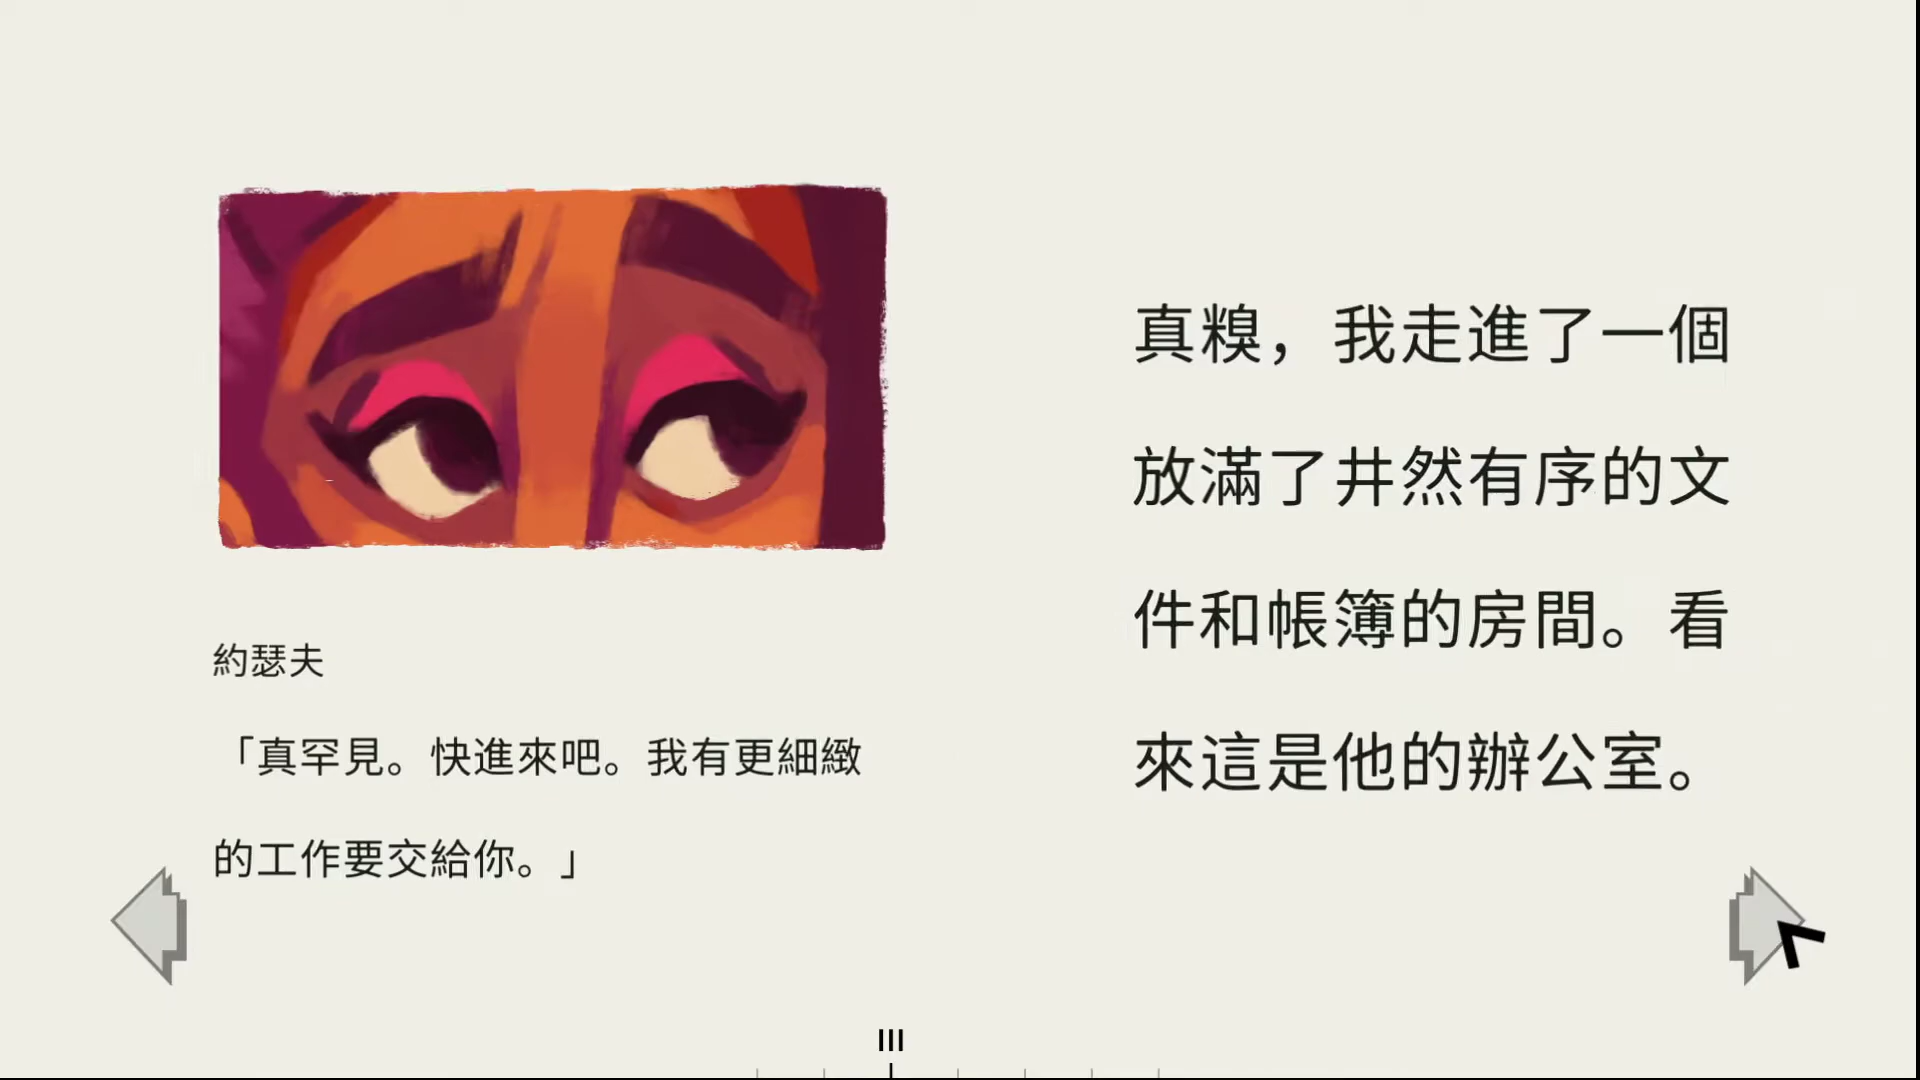 約瑟夫
「真罕見。快進來吧。我有更細緻
的工作要交給你。」
真糗，我走進了一個
放滿了井然有序的文
件和帳簿的房間。看
來這是他的辦公室。
III